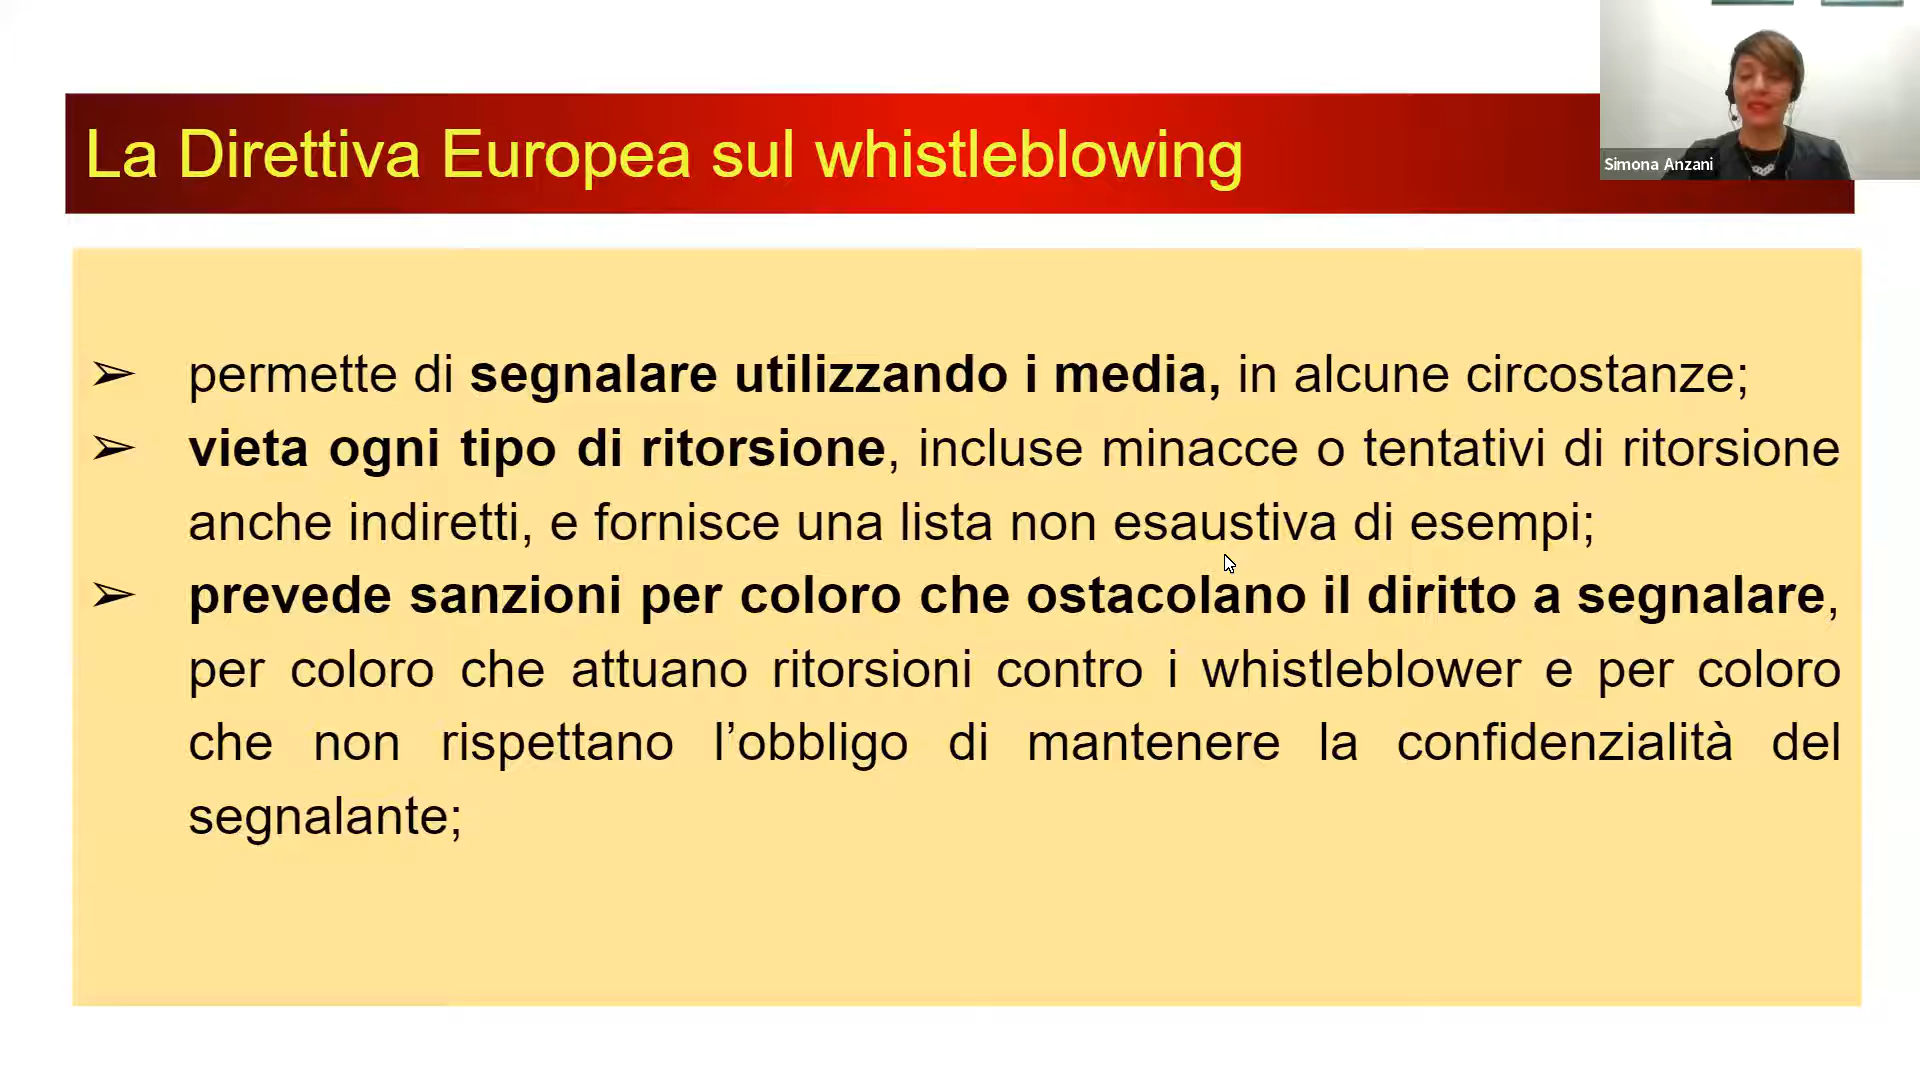 La Direttiva Europea sul whistleblowing
Simona Anzani
➢ permette di segnalare utilizzando i media, in alcune circostanze;
➢ vieta ogni tipo di ritorsione, incluse minacce o tentativi di ritorsione
anche indiretti, e fornisce una lista non esaustiva di esempi;
➢ prevede sanzioni per coloro che ostacolano il diritto a segnalare,
per coloro che attuano ritorsioni contro i whistleblower e per coloro
che non rispettano l’obbligo di mantenere la confidenzialità del
segnalante;